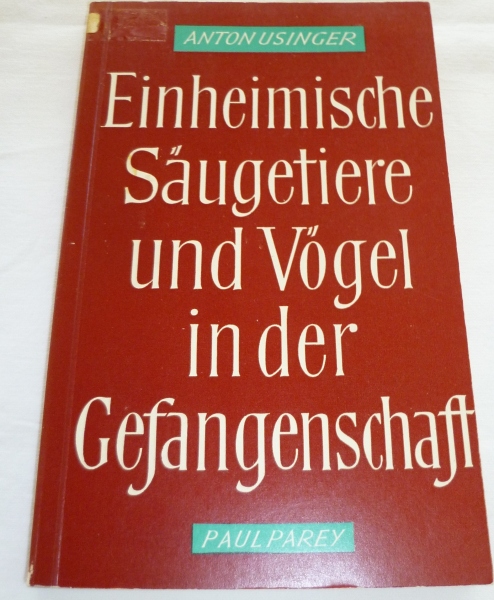 ANTON USINGER
Einheimische
Säugetiere
und Vögel
in der
Gefangenschaft
PAUL PAREY